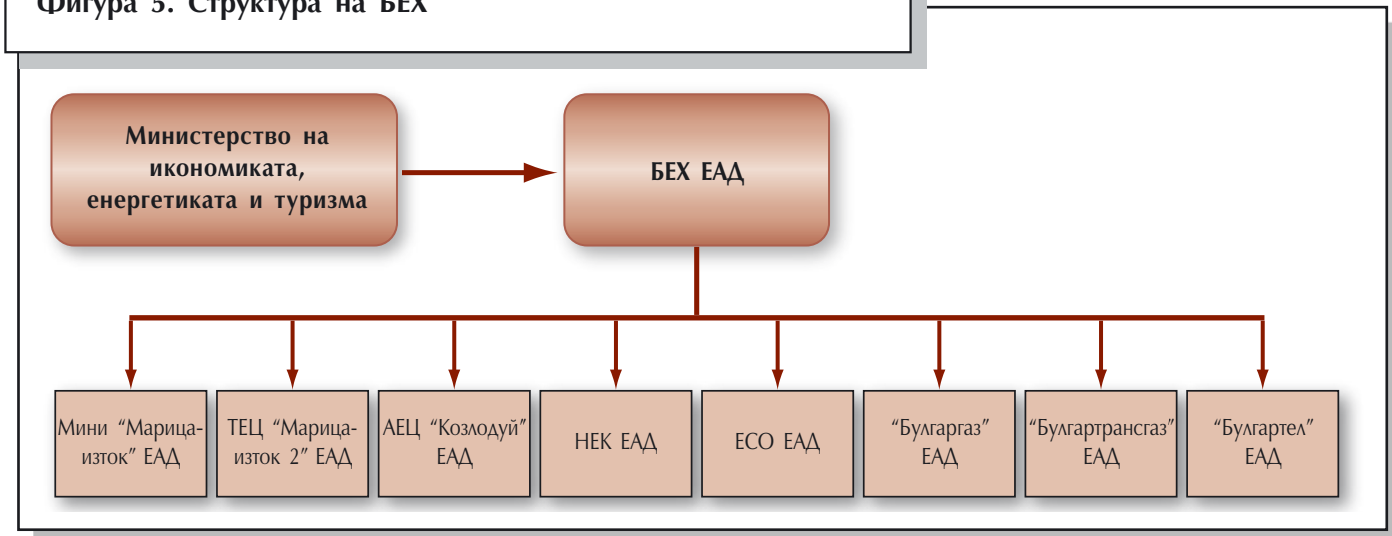 Фигура 5. Структура на БЕХ
Министерство на
икономиката,
енергетиката и туризма
БЕХ ЕАД
Мини “Марица-
изток” ЕАД
ТЕЦ “Марица-
изток 2” ЕАД
АЕЦ “Козлодуй”
ЕАД
НЕК ЕАД
ЕСО ЕАД
“Булгаргаз”
ЕАД
“Булгартрансгаз”
ЕАД
“Булгартел”
ЕАД